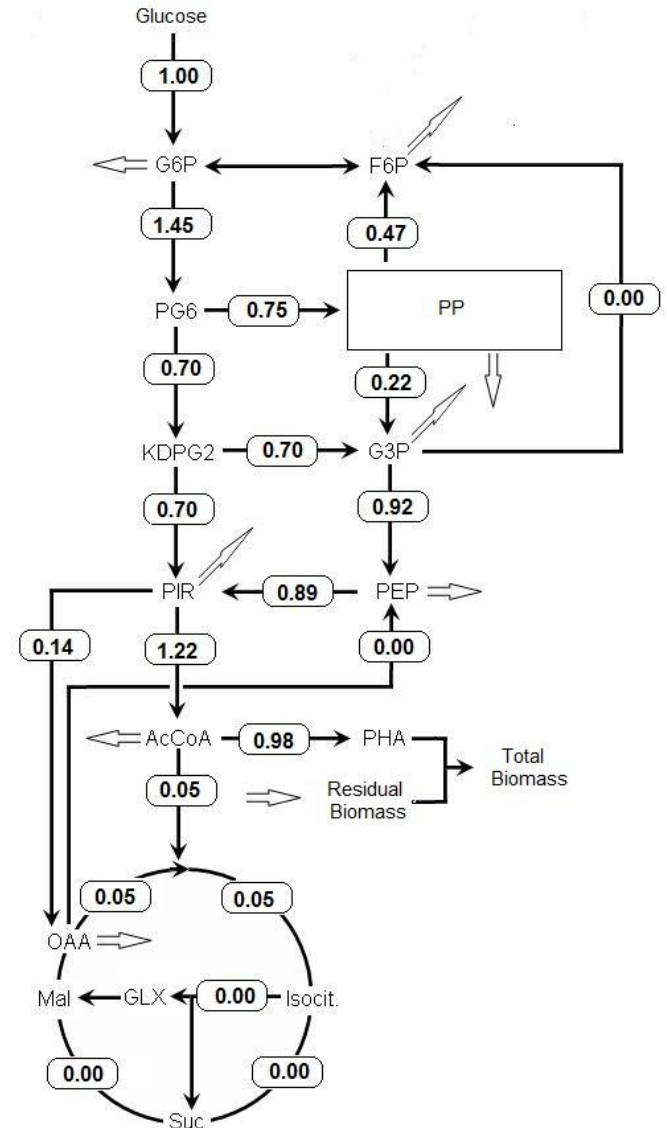 Glucose
1.00
G6P
F6P
1.45
0.47
PG6
0.75
PP
0.00
0.70
0.22
KDPG2
0.70
G3P
0.70
0.92
PIR
0.89
PEP
0.14
1.22
0.00
AcCoA
0.98
PHA
Total
Biomass
0.05
Residual
Biomass
0.05
0.05
OAA
Mal
GLX
0.00
Isocit.
0.00
0.00
Suc